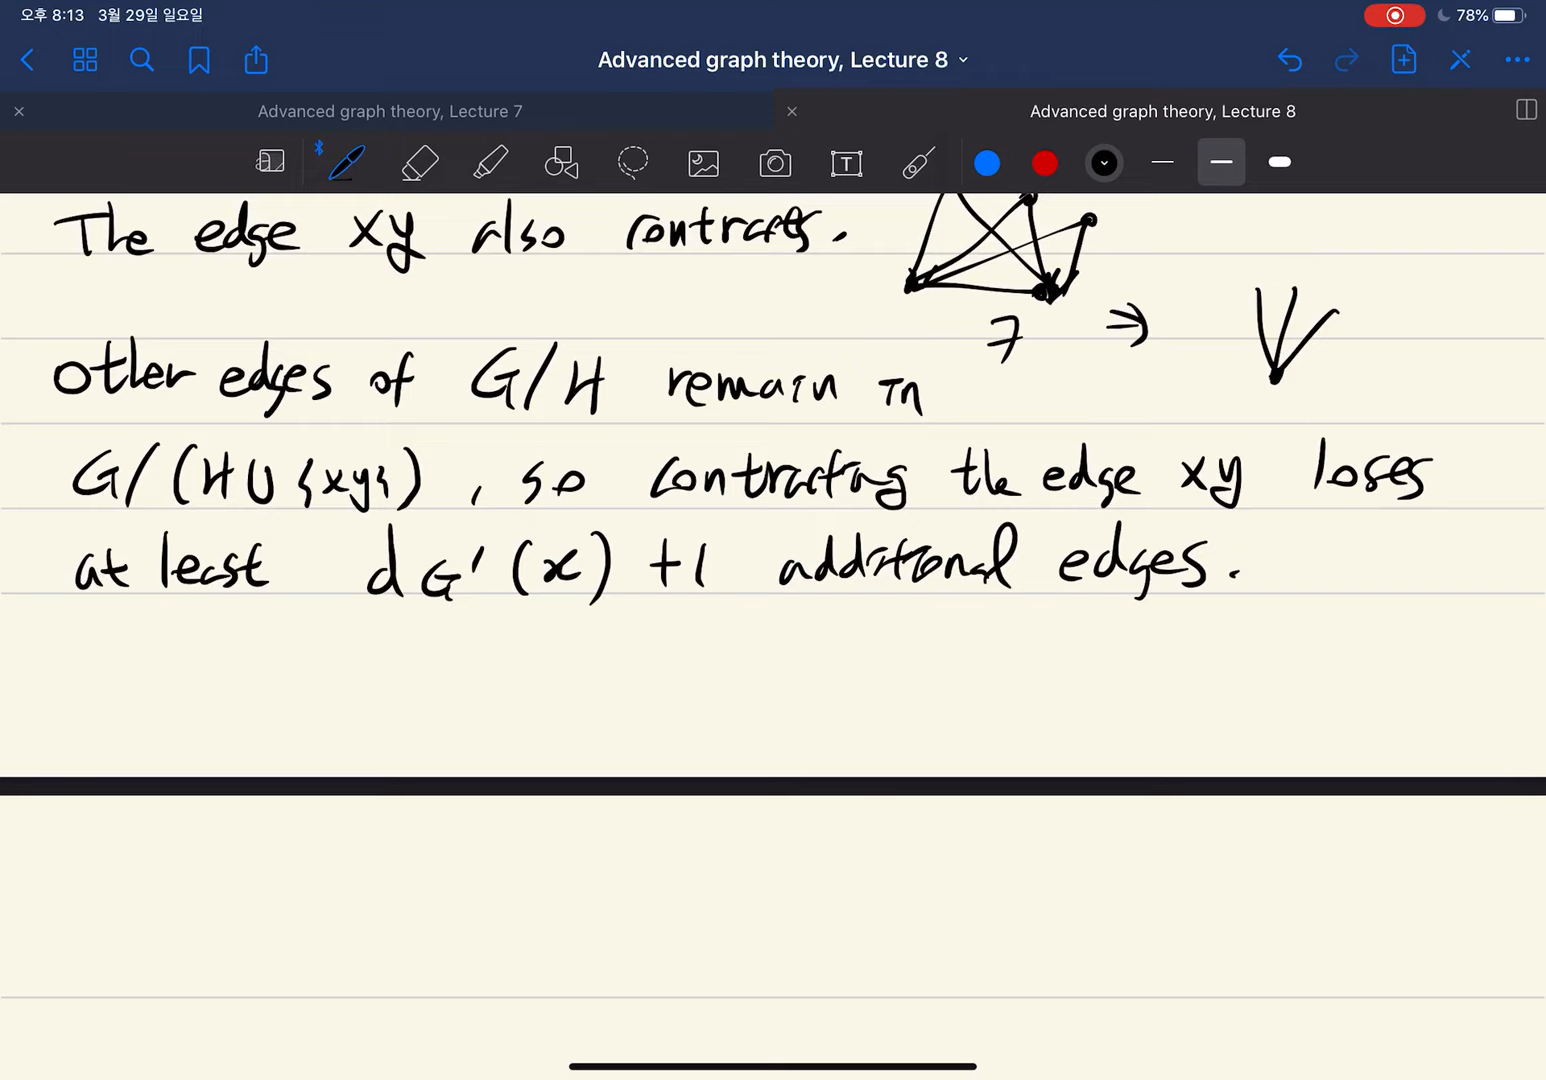 오후 8:13 3월 29일 일요일
78%
Advanced graph theory, Lecture 8
Advanced graph theory, Lecture 7
Advanced graph theory, Lecture 8
The edge xy also contracts.
7 ⇒
Other edges of G/H remain in
G/(H∪{xy}), so contracting the edge xy loses
at least d G'(x) +1 additional edges.